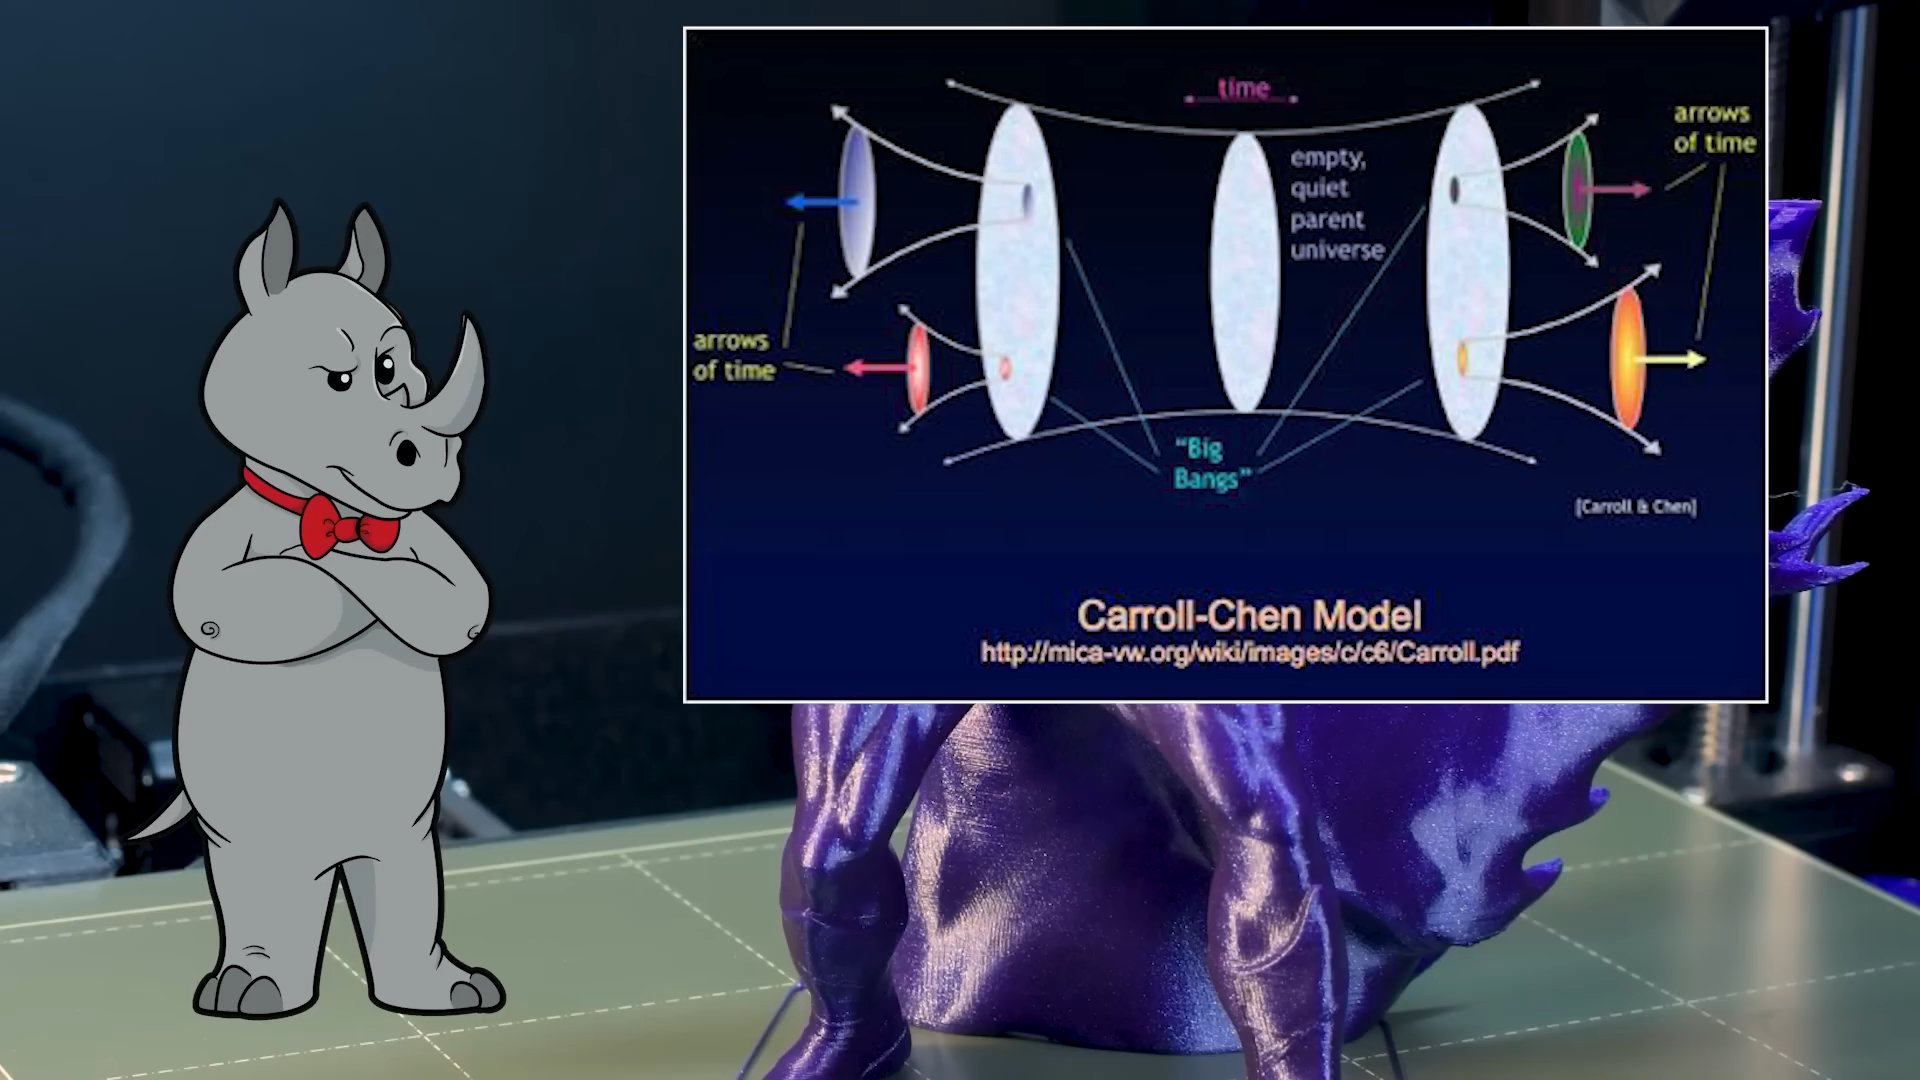 time
arrows
of time
empty,
quiet
parent
universe
arrows
of time
“Big
Bangs”
[Carroll & Chen]
Carroll-Chen Model
http://mica-vw.org/wiki/images/c/c6/Carroll.pdf